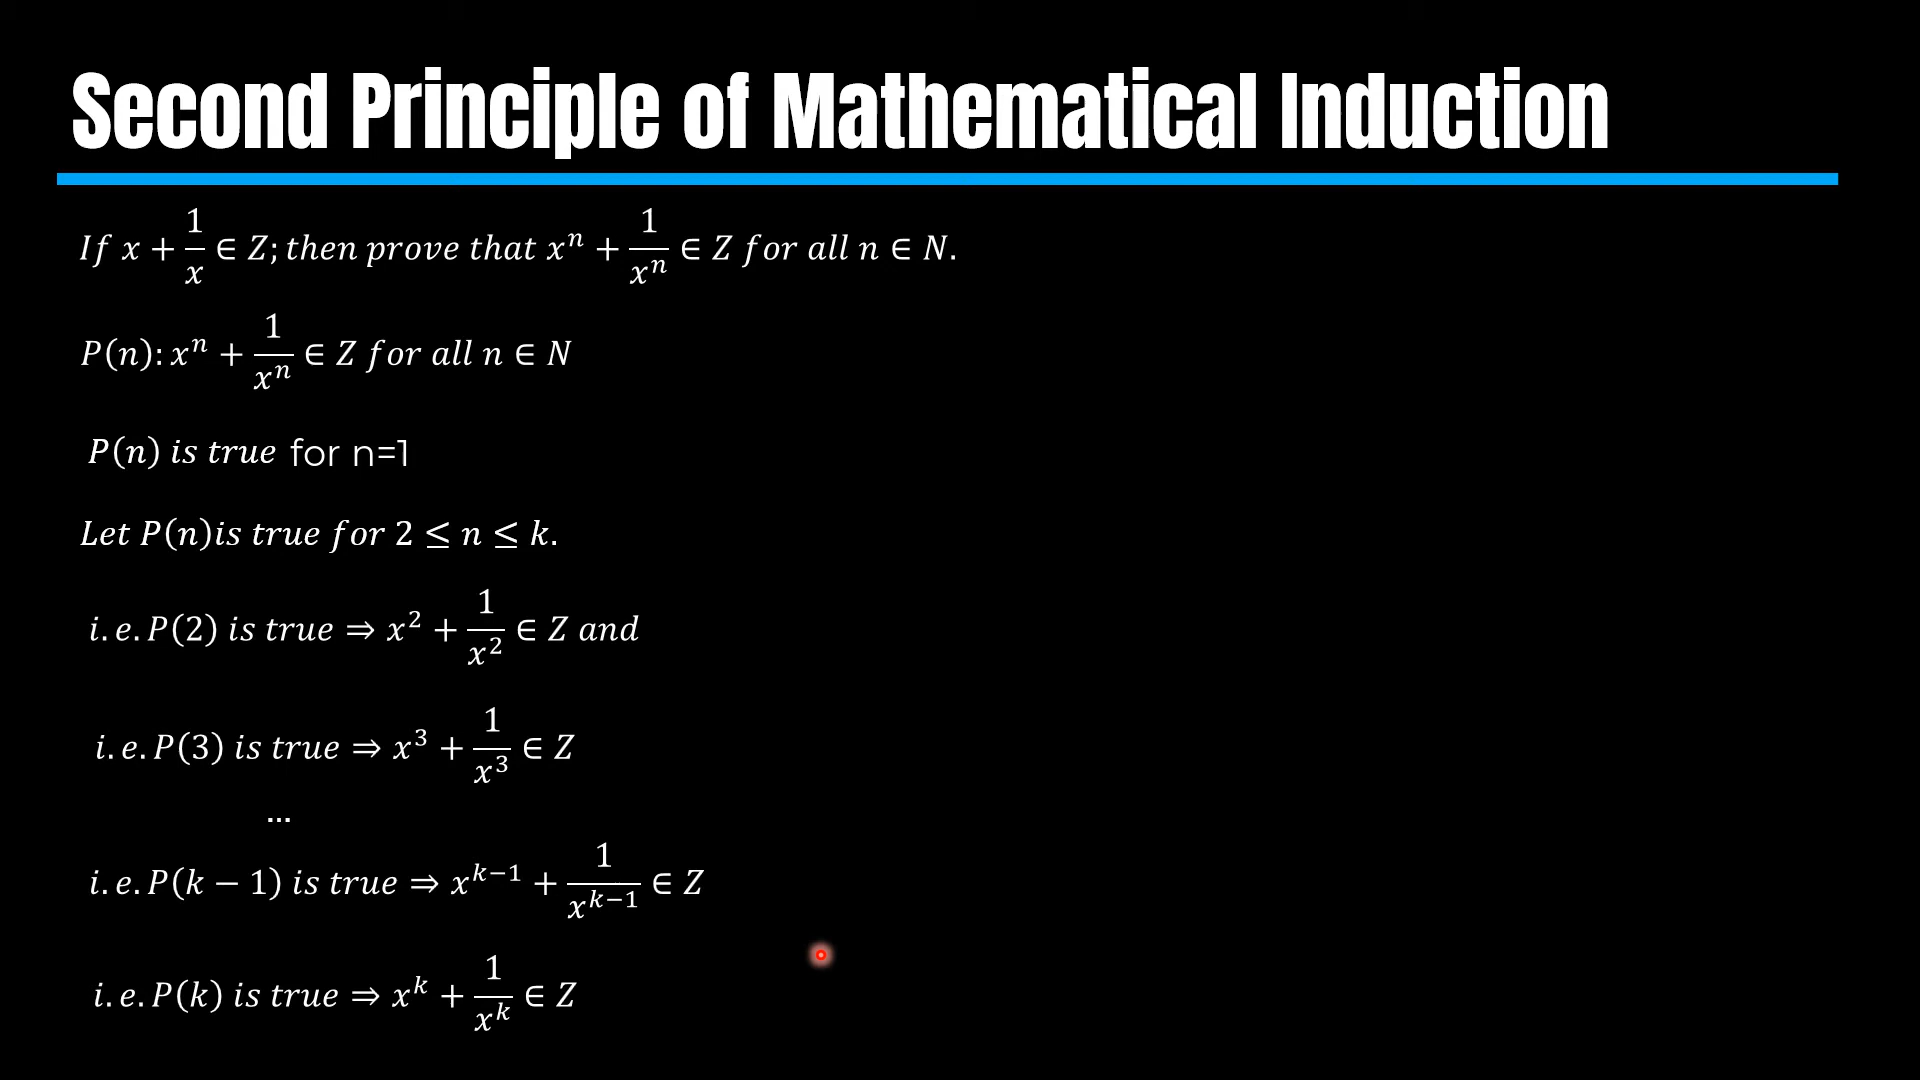 Second Principle of Mathematical Induction
If x + 1/x ∈ Z; then prove that xⁿ + 1/xⁿ ∈ Z for all n ∈ N.
P(n): xⁿ + 1/xⁿ ∈ Z for all n ∈ N
P(n) is true for n=1
Let P(n)is true for 2 ≤ n ≤ k.
i.e. P(2) is true ⇒ x² + 1/x² ∈ Z and
i.e. P(3) is true ⇒ x³ + 1/x³ ∈ Z
...
i.e. P(k − 1) is true ⇒ xᵏ⁻¹ + 1/xᵏ⁻¹ ∈ Z
i.e. P(k) is true ⇒ xᵏ + 1/xᵏ ∈ Z